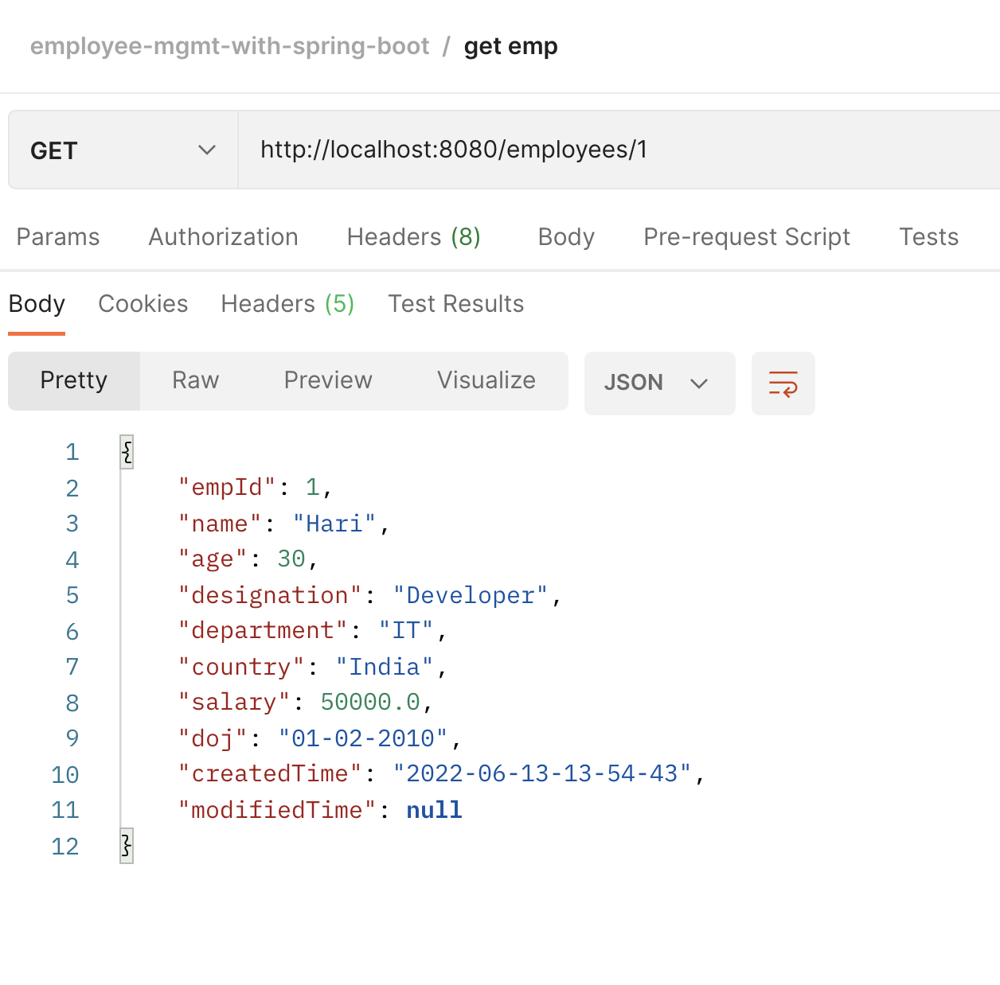 employee-mgmt-with-spring-boot / get emp
GET http://localhost:8080/employees/1
Params Authorization Headers (8) Body Pre-request Script Tests
Body Cookies Headers (5) Test Results
Pretty Raw Preview Visualize JSON
1 {
2 "empId": 1,
3 "name": "Hari",
4 "age": 30,
5 "designation": "Developer",
6 "department": "IT",
7 "country": "India",
8 "salary": 50000.0,
9 "doj": "01-02-2010",
10 "createdTime": "2022-06-13-13-54-43",
11 "modifiedTime": null
12 }